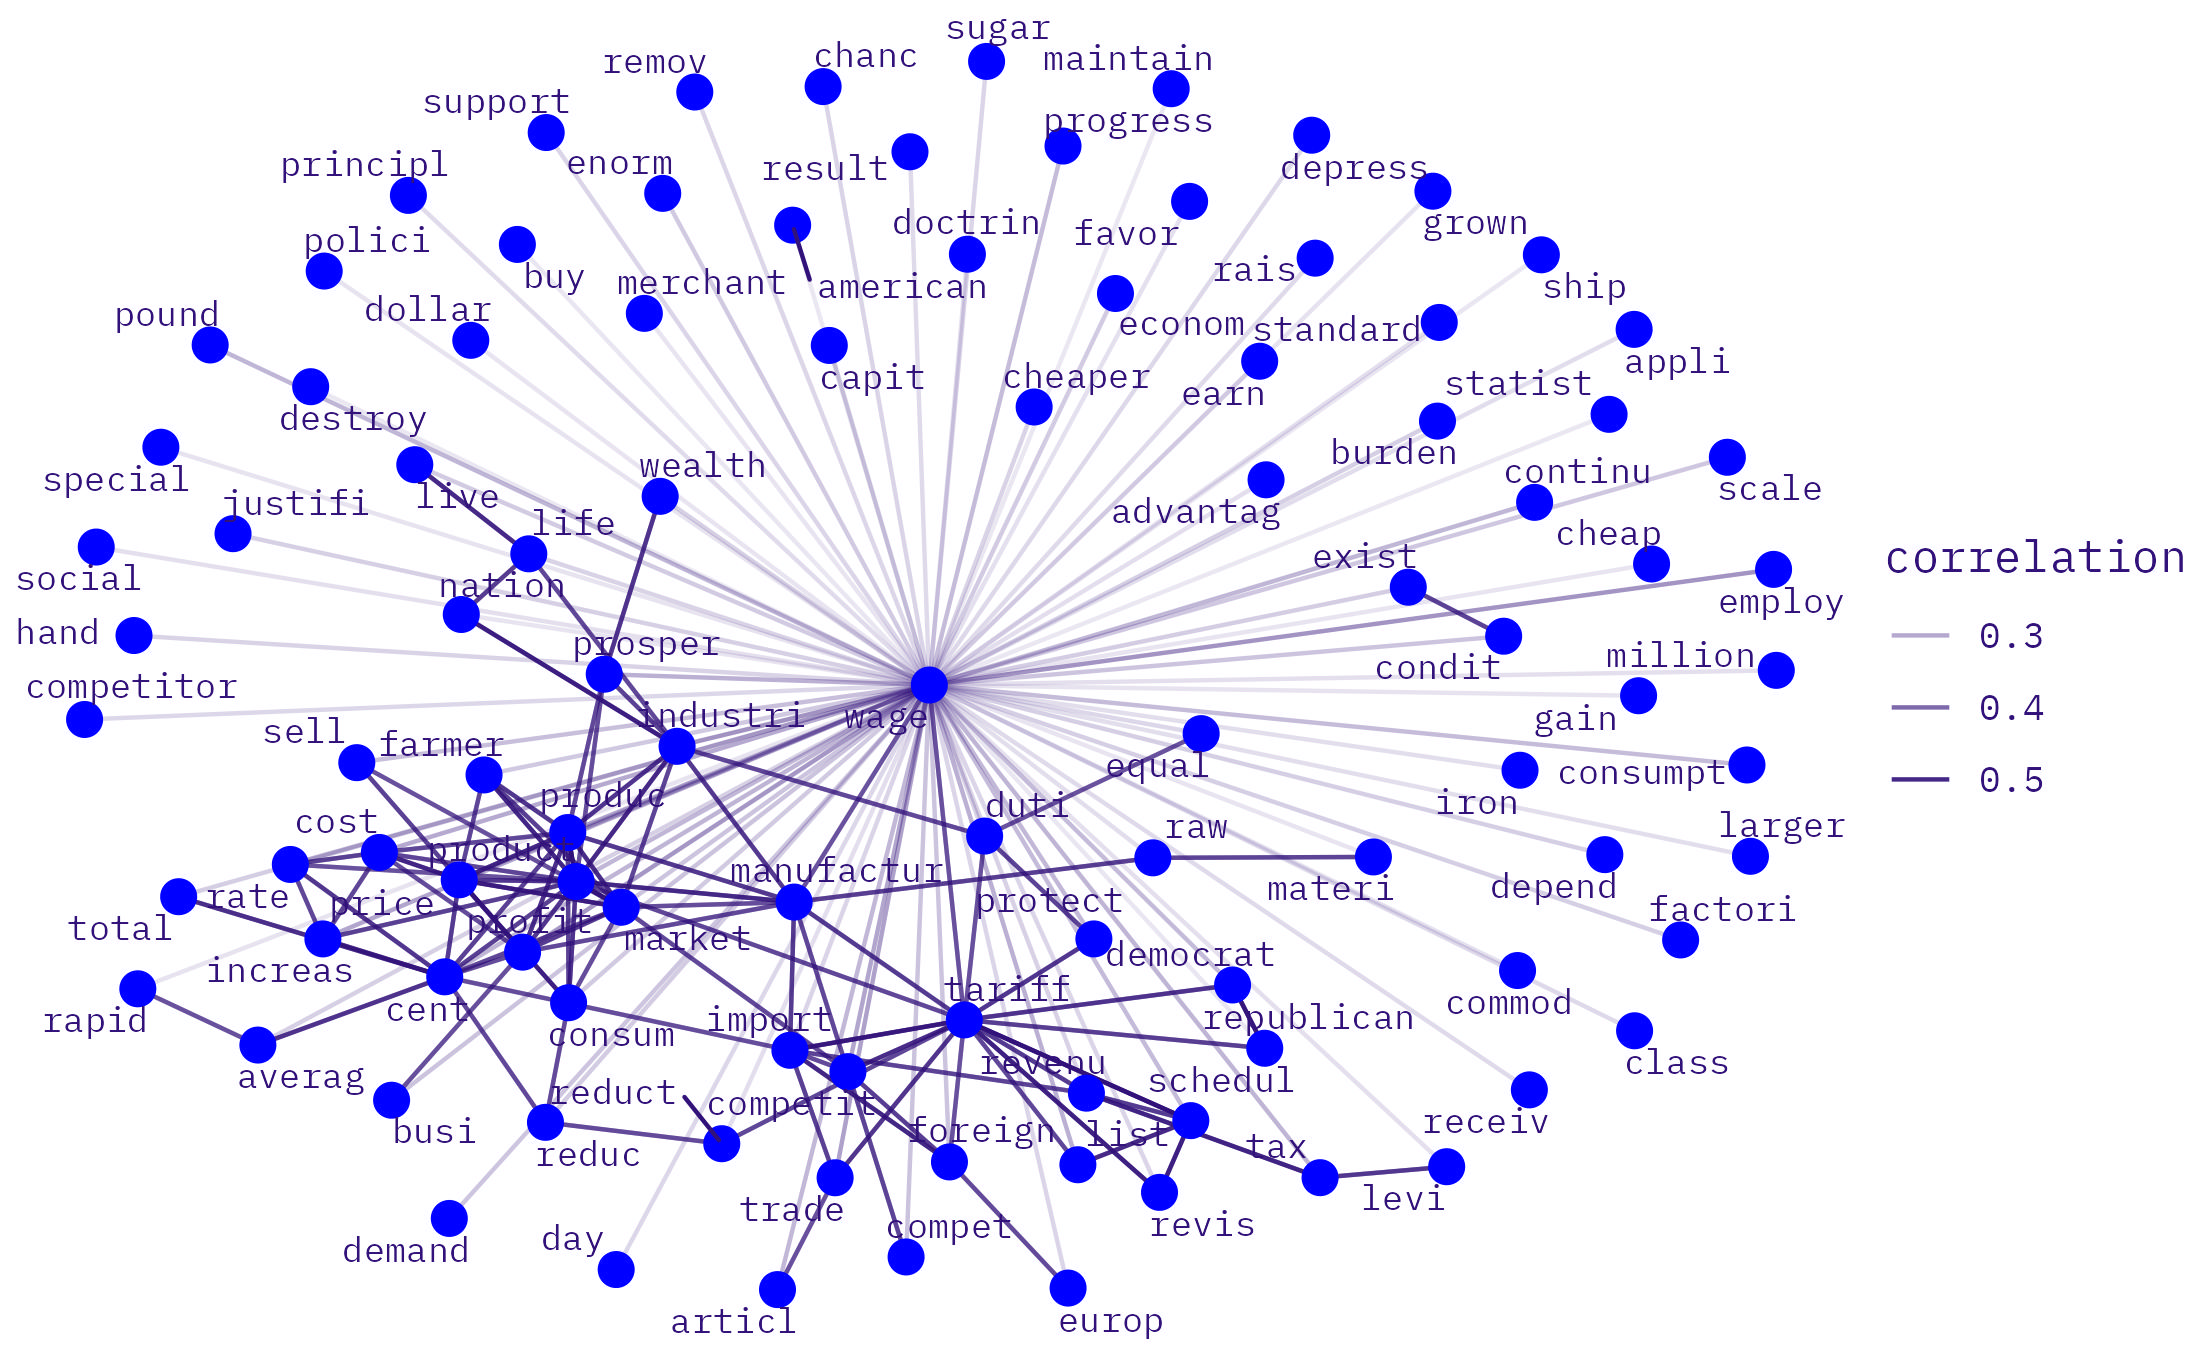 sugar
chanc
maintain
remov
support
progress
principl
enorm
result
depress
polici
doctrin
favor
grown
buy
merchant
american
rais
ship
pound
dollar
econom
standard
capit
cheaper
earn
statist
appli
destroy
wealth
burden
special
justifi
live
life
advantag
continu
scale
cheap
social
nation
exist
employ
correlation
hand
prosper
condit
million
0.3
competitor
sell
farmer
industri
wage
gain
0.4
equal
iron
consumpt
0.5
cost
produc
duti
raw
larger
product
manufactur
rate
price
profit
protect
materi
depend
total
market
factori
increas
democrat
cent
tariff
rapid
import
consum
republican
commod
averag
reduct
competit
revenu
schedul
class
busi
reduc
foreign
list
tax
receiv
trade
compet
revis
levi
demand
day
articl
europ